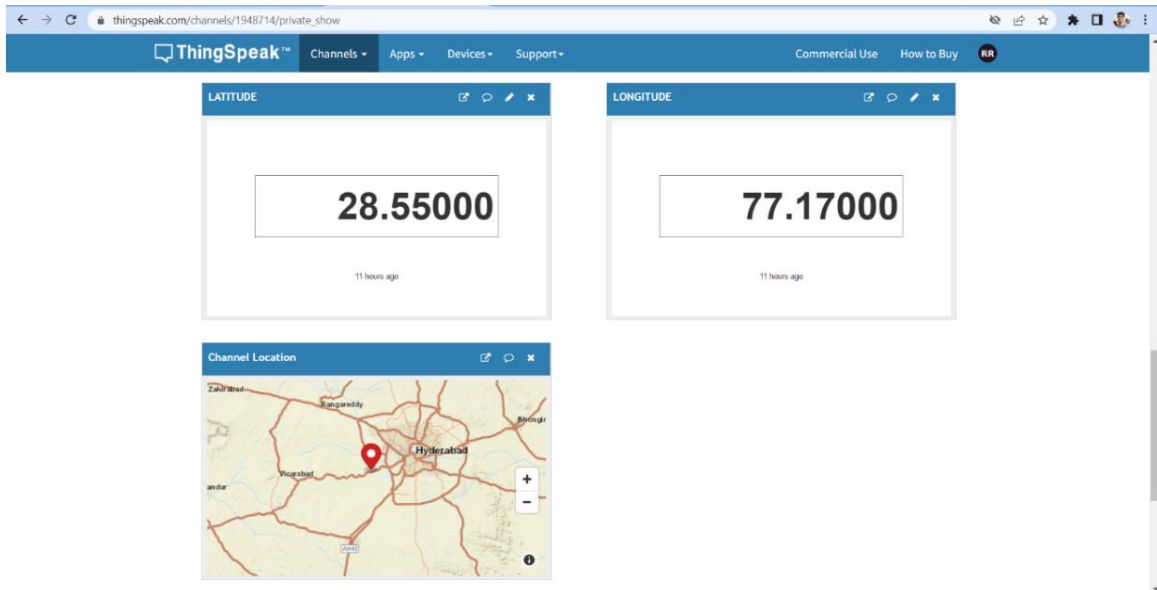 thingspeak.com/channels/1948714/private_show
ThingSpeak™ Channels Apps Devices Support Commercial Use How to Buy RR
LATITUDE
28.55000
11 hours ago
LONGITUDE
77.17000
11 hours ago
Channel Location
Zahirabad
Sangareddy
Bhongir
Hyderabad
Vicarabad
andur
AH43
+
−